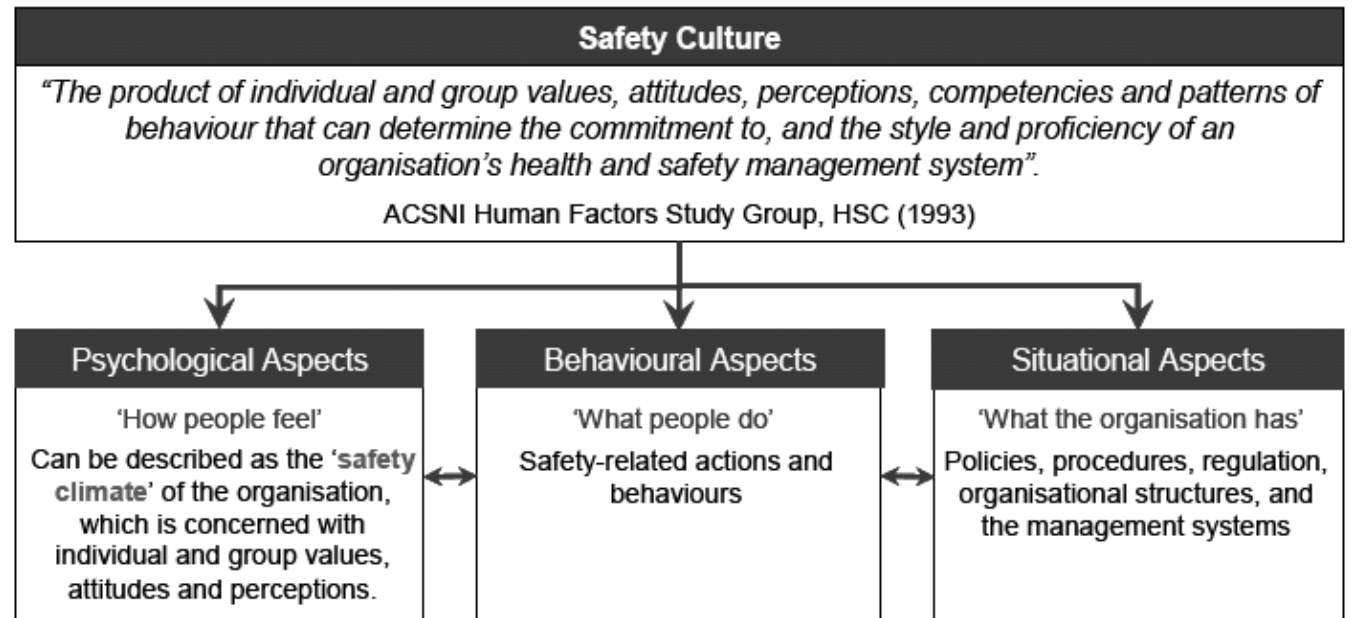 Safety Culture
“The product of individual and group values, attitudes, perceptions, competencies and patterns of
behaviour that can determine the commitment to, and the style and proficiency of an
organisation’s health and safety management system”.
ACSNI Human Factors Study Group, HSC (1993)
Psychological Aspects
‘How people feel’
Can be described as the ‘safety
climate’ of the organisation,
which is concerned with
individual and group values,
attitudes and perceptions.
Behavioural Aspects
‘What people do’
Safety-related actions and
behaviours
Situational Aspects
‘What the organisation has’
Policies, procedures, regulation,
organisational structures, and
the management systems